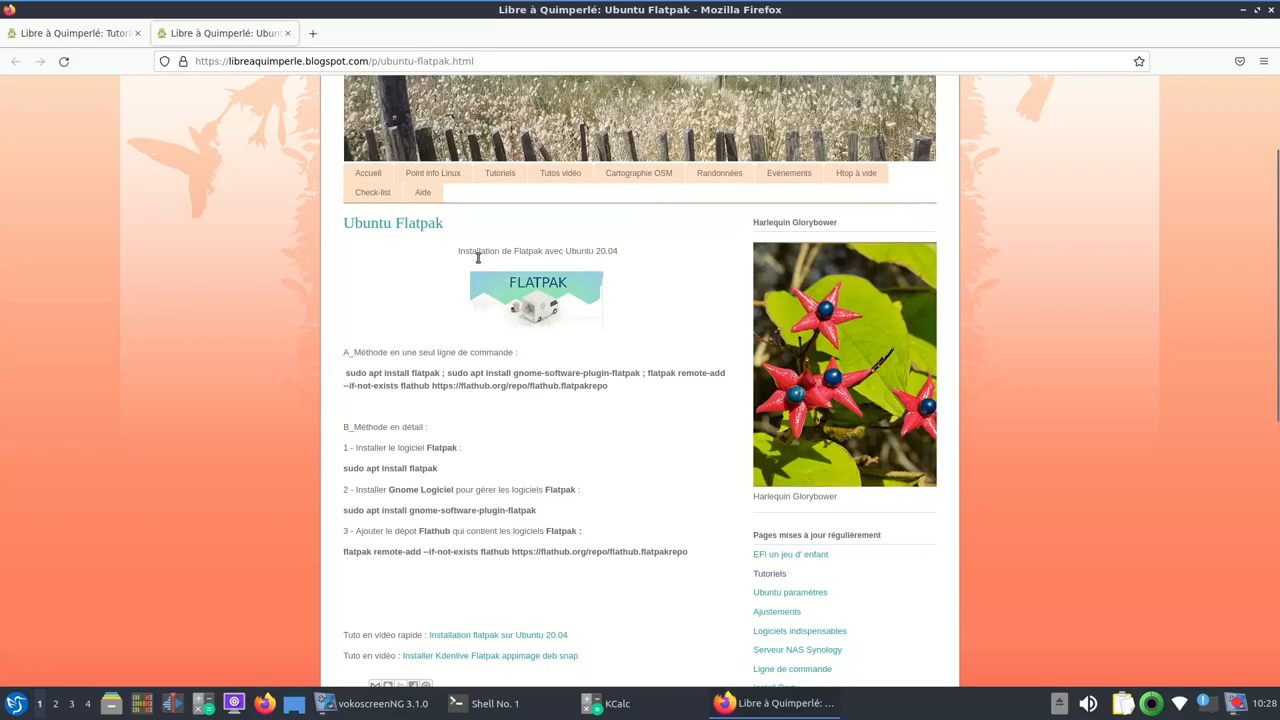 Libre à Quimperlé: Ubuntu Flatpak - Mozilla Firefox
Libre à Quimperlé: Tutori
Libre à Quimperlé: Ubunt
https://libreaquimperle.blogspot.com/p/ubuntu-flatpak.html
Accueil
Point info Linux
Tutoriels
Tutos vidéo
Cartographie OSM
Randonnées
Evènements
Htop à vide
Check-list
Aide
Ubuntu Flatpak
Installation de Flatpak avec Ubuntu 20.04
FLATPAK
A_Méthode en une seul ligne de commande :
sudo apt install flatpak ; sudo apt install gnome-software-plugin-flatpak ; flatpak remote-add
--if-not-exists flathub https://flathub.org/repo/flathub.flatpakrepo
B_Méthode en détail :
1 - Installer le logiciel Flatpak :
sudo apt install flatpak
2 - Installer Gnome Logiciel pour gérer les logiciels Flatpak :
sudo apt install gnome-software-plugin-flatpak
3 - Ajouter le dépot Flathub qui contient les logiciels Flatpak :
flatpak remote-add --if-not-exists flathub https://flathub.org/repo/flathub.flatpakrepo
Tuto en vidéo rapide : Installation flatpak sur Ubuntu 20.04
Tuto en vidéo : Installer Kdenlive Flatpak appimage deb snap
Harlequin Glorybower
Harlequin Glorybower
Pages mises à jour régulièrement
EFI un jeu d' enfant
Tutoriels
Ubuntu paramètres
Ajustements
Logiciels indispensables
Serveur NAS Synology
Ligne de commande
1 2 3 4
vokoscreenNG 3.1.0
Shell No. 1
KCalc
Libre à Quimperlé: ...
10:28